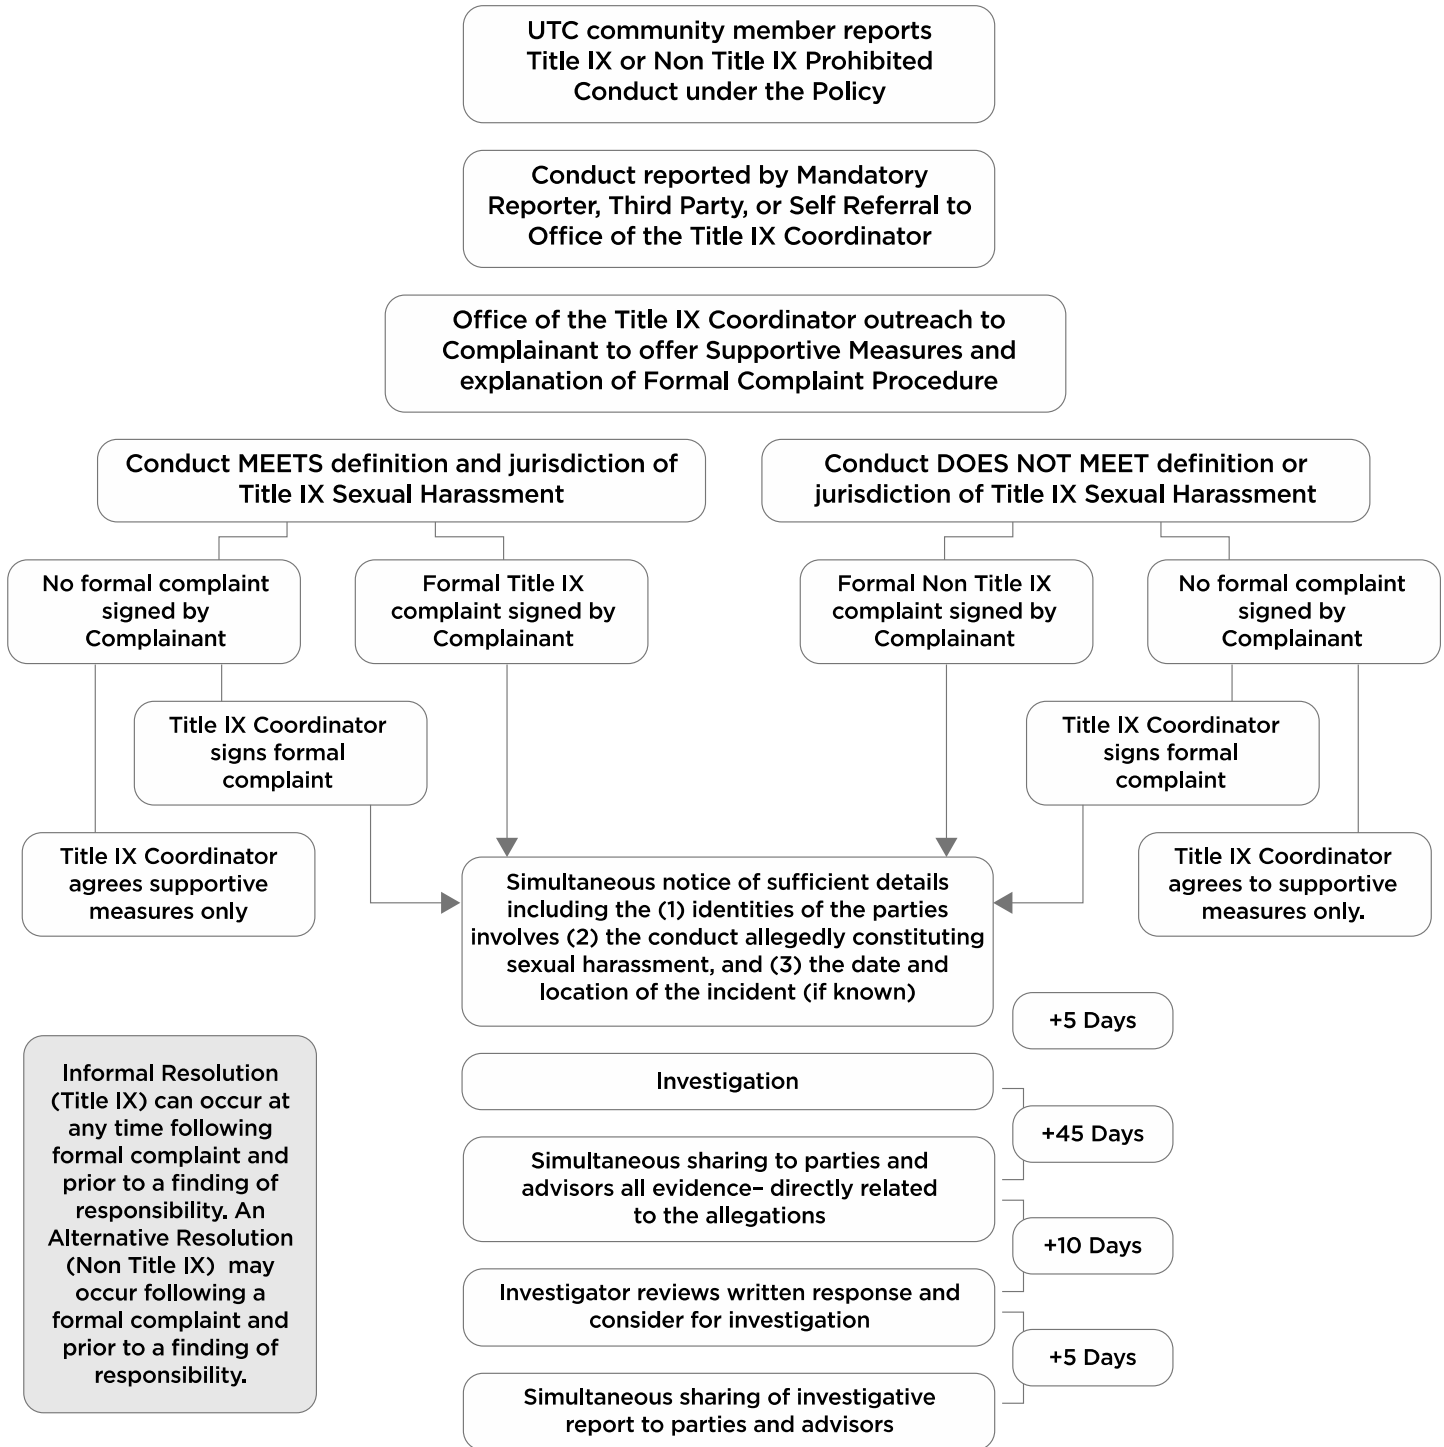 UTC community member reports
Title IX or Non Title IX Prohibited
Conduct under the Policy
Conduct reported by Mandatory
Reporter, Third Party, or Self Referral to
Office of the Title IX Coordinator
Office of the Title IX Coordinator outreach to
Complainant to offer Supportive Measures and
explanation of Formal Complaint Procedure
Conduct MEETS definition and jurisdiction of
Title IX Sexual Harassment
Conduct DOES NOT MEET definition or
jurisdiction of Title IX Sexual Harassment
No formal complaint
signed by
Complainant
Formal Title IX
complaint signed by
Complainant
Formal Non Title IX
complaint signed by
Complainant
No formal complaint
signed by
Complainant
Title IX Coordinator
signs formal
complaint
Title IX Coordinator
signs formal
complaint
Title IX Coordinator
agrees supportive
measures only
Simultaneous notice of sufficient details
including the (1) identities of the parties
involves (2) the conduct allegedly constituting
sexual harassment, and (3) the date and
location of the incident (if known)
Title IX Coordinator
agrees to supportive
measures only.
+5 Days
Informal Resolution
(Title IX) can occur at
any time following
formal complaint and
prior to a finding of
responsibility. An
Alternative Resolution
(Non Title IX)  may
occur following a
formal complaint and
prior to a finding of
responsibility.
Investigation
+45 Days
Simultaneous sharing to parties and
advisors all evidence– directly related
to the allegations
+10 Days
Investigator reviews written response and
consider for investigation
+5 Days
Simultaneous sharing of investigative
report to parties and advisors